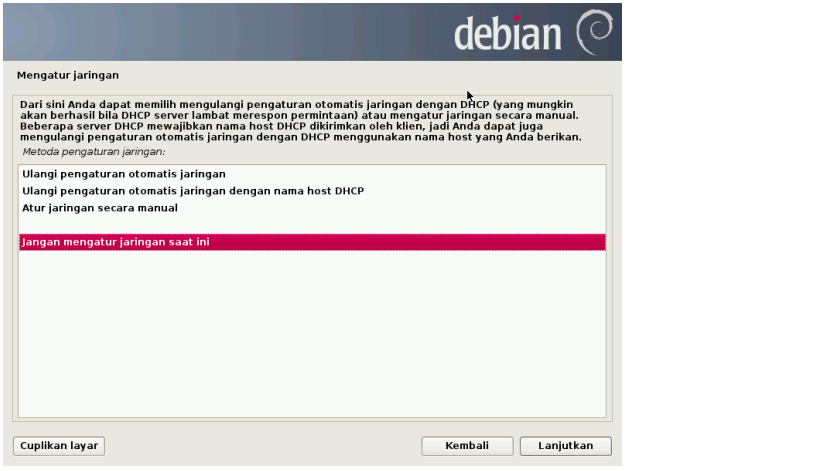 debian
Mengatur jaringan
Dari sini Anda dapat memilih mengulangi pengaturan otomatis jaringan dengan DHCP (yang mungkin
akan berhasil bila DHCP server lambat merespon permintaan) atau mengatur jaringan secara manual.
Beberapa server DHCP mewajibkan nama host DHCP dikirimkan oleh klien, jadi Anda dapat juga
mengulangi pengaturan otomatis jaringan dengan DHCP menggunakan nama host yang Anda berikan.
Metoda pengaturan jaringan:
Ulangi pengaturan otomatis jaringan
Ulangi pengaturan otomatis jaringan dengan nama host DHCP
Atur jaringan secara manual
Jangan mengatur jaringan saat ini
Cuplikan layar
Kembali
Lanjutkan